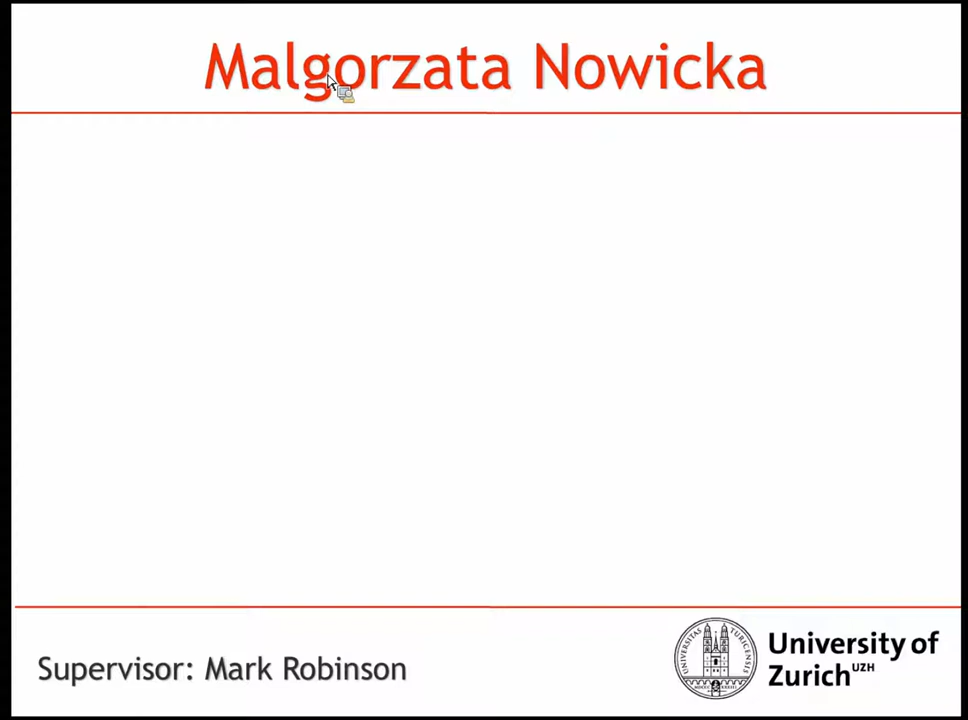 Malgorzata Nowicka
Supervisor: Mark Robinson
University of
Zurich UZH